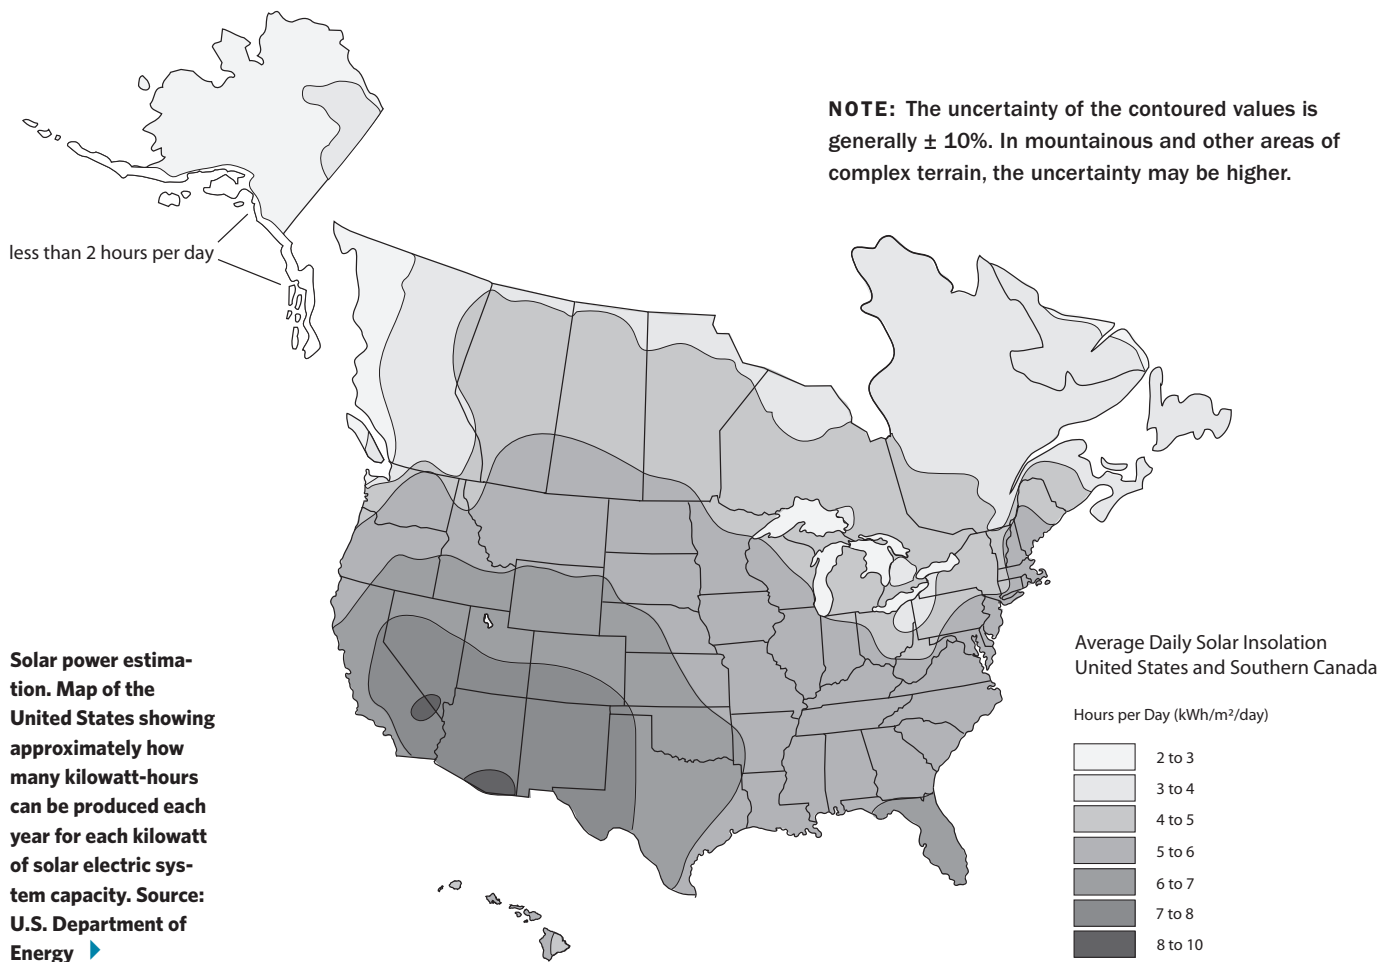 NOTE: The uncertainty of the contoured values is
generally ± 10%. In mountainous and other areas of
complex terrain, the uncertainty may be higher.
less than 2 hours per day
Solar power estima-
tion. Map of the
United States showing
approximately how
many kilowatt-hours
can be produced each
year for each kilowatt
of solar electric sys-
tem capacity. Source:
U.S. Department of
Energy
Average Daily Solar Insolation
United States and Southern Canada
Hours per Day (kWh/m²/day)
2 to 3
3 to 4
4 to 5
5 to 6
6 to 7
7 to 8
8 to 10